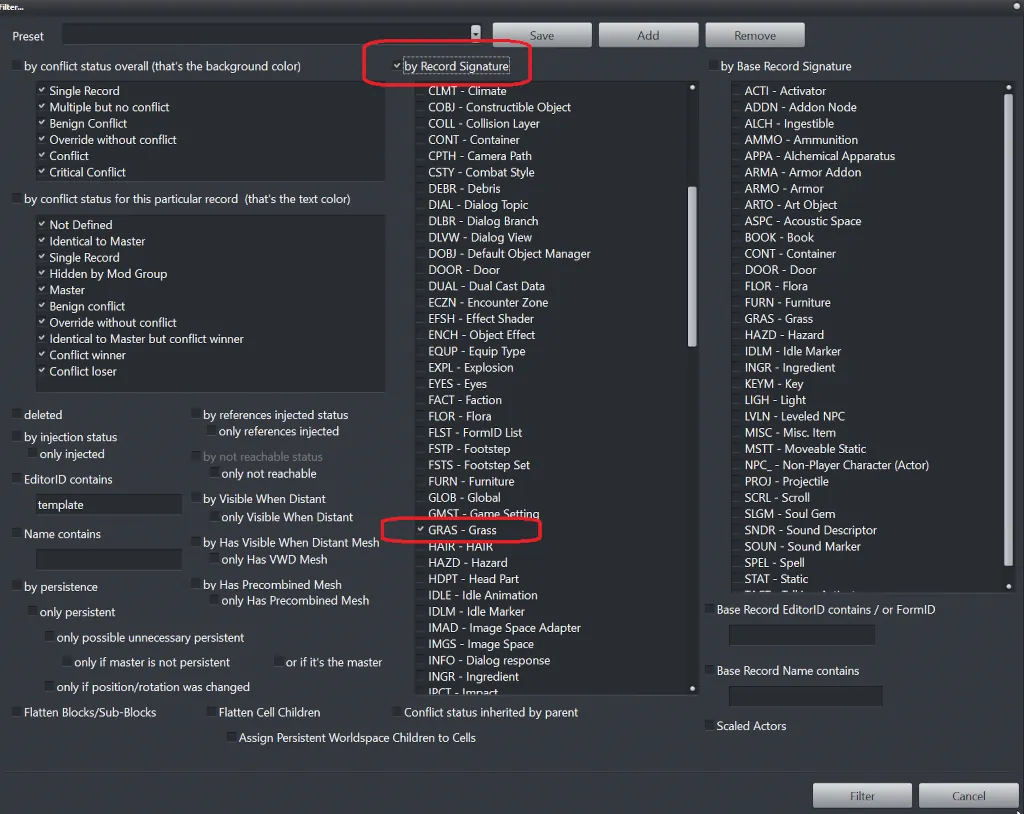 Filter...
Preset
Save
Add
Remove
by conflict status overall (that's the background color)
Single Record
Multiple but no conflict
Benign Conflict
Override without conflict
Conflict
Critical Conflict
by conflict status for this particular record (that's the text color)
Not Defined
Identical to Master
Single Record
Hidden by Mod Group
Master
Benign conflict
Override without conflict
Identical to Master but conflict winner
Conflict winner
Conflict loser
deleted
by injection status
only injected
EditorID contains
template
Name contains
by persistence
only persistent
only possible unnecessary persistent
only if master is not persistent
or if it's the master
only if position/rotation was changed
by references injected status
only references injected
by not reachable status
only not reachable
by Visible When Distant
only Visible When Distant
by Has Visible When Distant Mesh
only Has VWD Mesh
by Has Precombined Mesh
only Has Precombined Mesh
Flatten Blocks/Sub-Blocks
Flatten Cell Children
Assign Persistent Worldspace Children to Cells
by Record Signature
CLMT - Climate
COBJ - Constructible Object
COLL - Collision Layer
CONT - Container
CPTH - Camera Path
CSTY - Combat Style
DEBR - Debris
DIAL - Dialog Topic
DLBR - Dialog Branch
DLVW - Dialog View
DOBJ - Default Object Manager
DOOR - Door
DUAL - Dual Cast Data
ECZN - Encounter Zone
EFSH - Effect Shader
ENCH - Object Effect
EQUP - Equip Type
EXPL - Explosion
EYES - Eyes
FACT - Faction
FLOR - Flora
FLST - FormID List
FSTP - Footstep
FSTS - Footstep Set
FURN - Furniture
GLOB - Global
GMST - Game Setting
GRAS - Grass
HAIR - HAIR
HAZD - Hazard
HDPT - Head Part
IDLE - Idle Animation
IDLM - Idle Marker
IMAD - Image Space Adapter
IMGS - Image Space
INFO - Dialog response
INGR - Ingredient
IPCT - Impact
Conflict status inherited by parent
by Base Record Signature
ACTI - Activator
ADDN - Addon Node
ALCH - Ingestible
AMMO - Ammunition
APPA - Alchemical Apparatus
ARMA - Armor Addon
ARMO - Armor
ARTO - Art Object
ASPC - Acoustic Space
BOOK - Book
CONT - Container
DOOR - Door
FLOR - Flora
FURN - Furniture
GRAS - Grass
HAZD - Hazard
IDLM - Idle Marker
INGR - Ingredient
KEYM - Key
LIGH - Light
LVLN - Leveled NPC
MISC - Misc. Item
MSTT - Moveable Static
NPC_ - Non-Player Character (Actor)
PROJ - Projectile
SCRL - Scroll
SLGM - Soul Gem
SNDR - Sound Descriptor
SOUN - Sound Marker
SPEL - Spell
STAT - Static
Base Record EditorID contains / or FormID
Base Record Name contains
Scaled Actors
Filter
Cancel